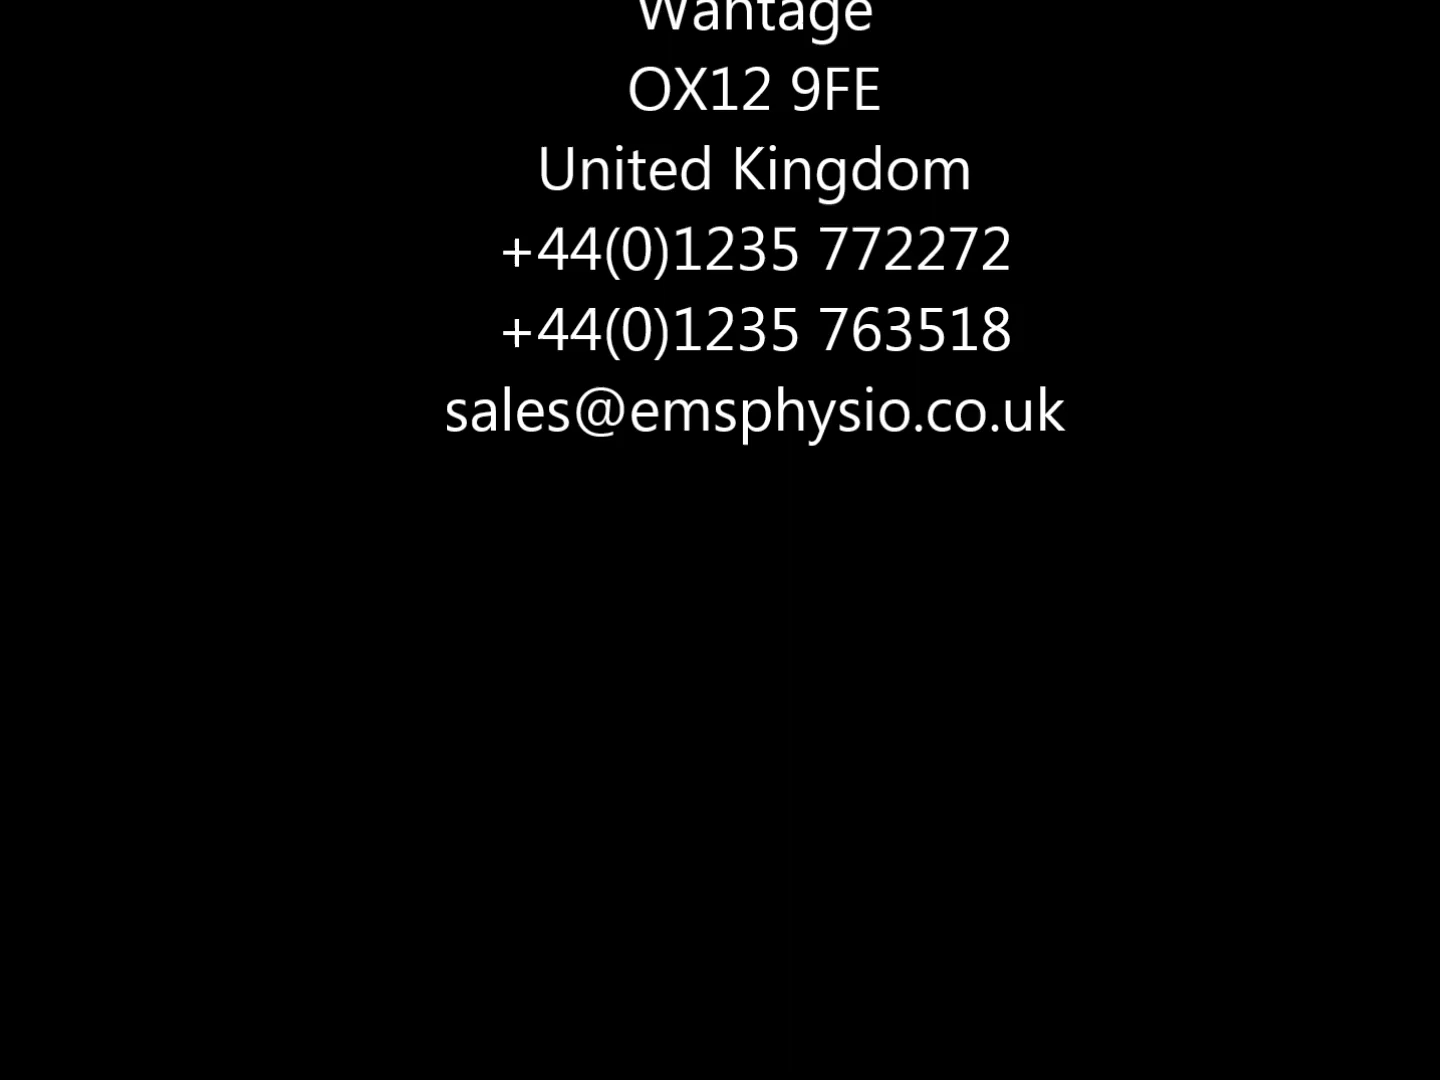 Wantage
OX12 9FE
United Kingdom
+44(0)1235 772272
+44(0)1235 763518
sales@emsphysio.co.uk